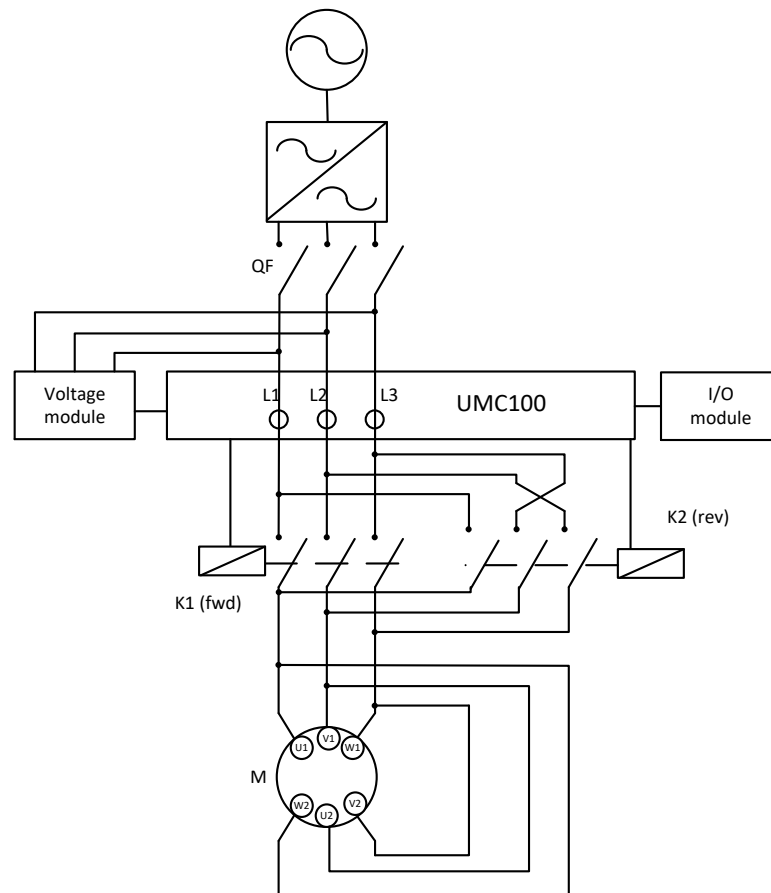 QF
L1
L2
L3
Voltage
module
UMC100
I/O
module
K2 (rev)
K1 (fwd)
V1
U1
W1
M
W2
V2
U2